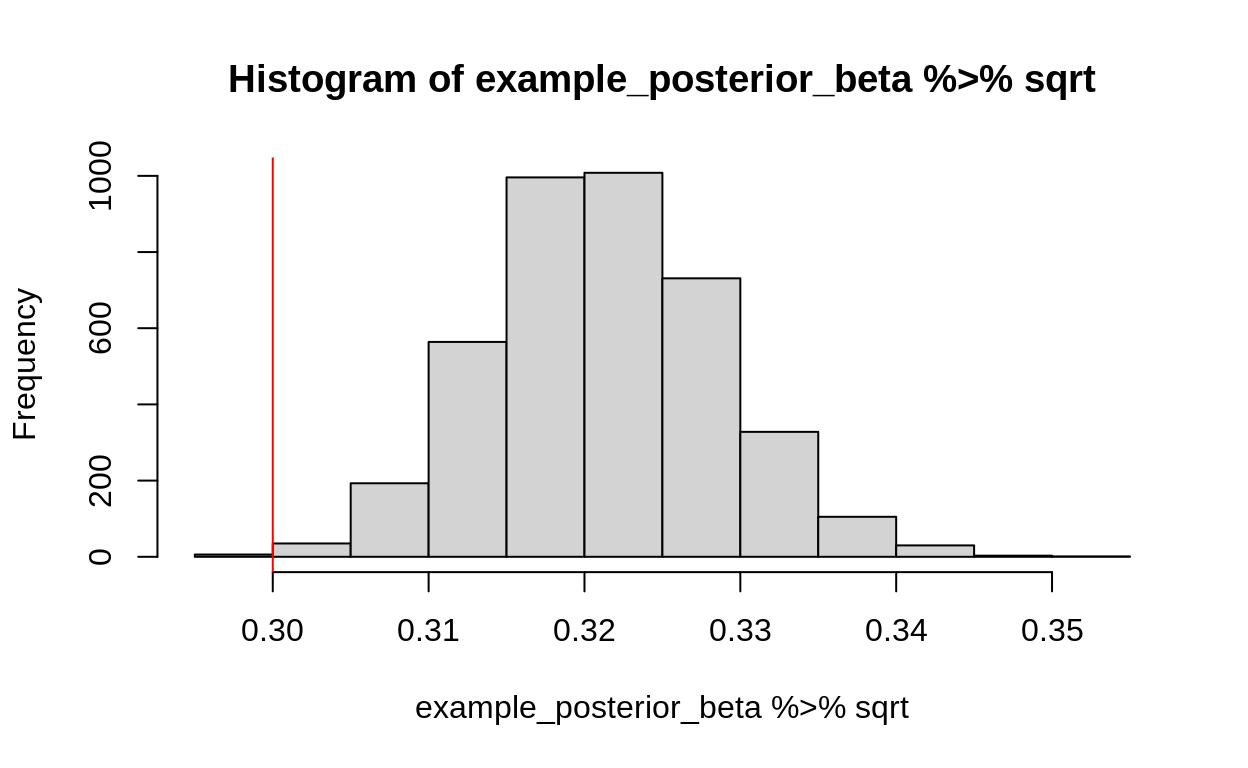 Histogram of example_posterior_beta %>% sqrt
Frequency
1000
600
200
0
0.30 0.31 0.32 0.33 0.34 0.35
example_posterior_beta %>% sqrt